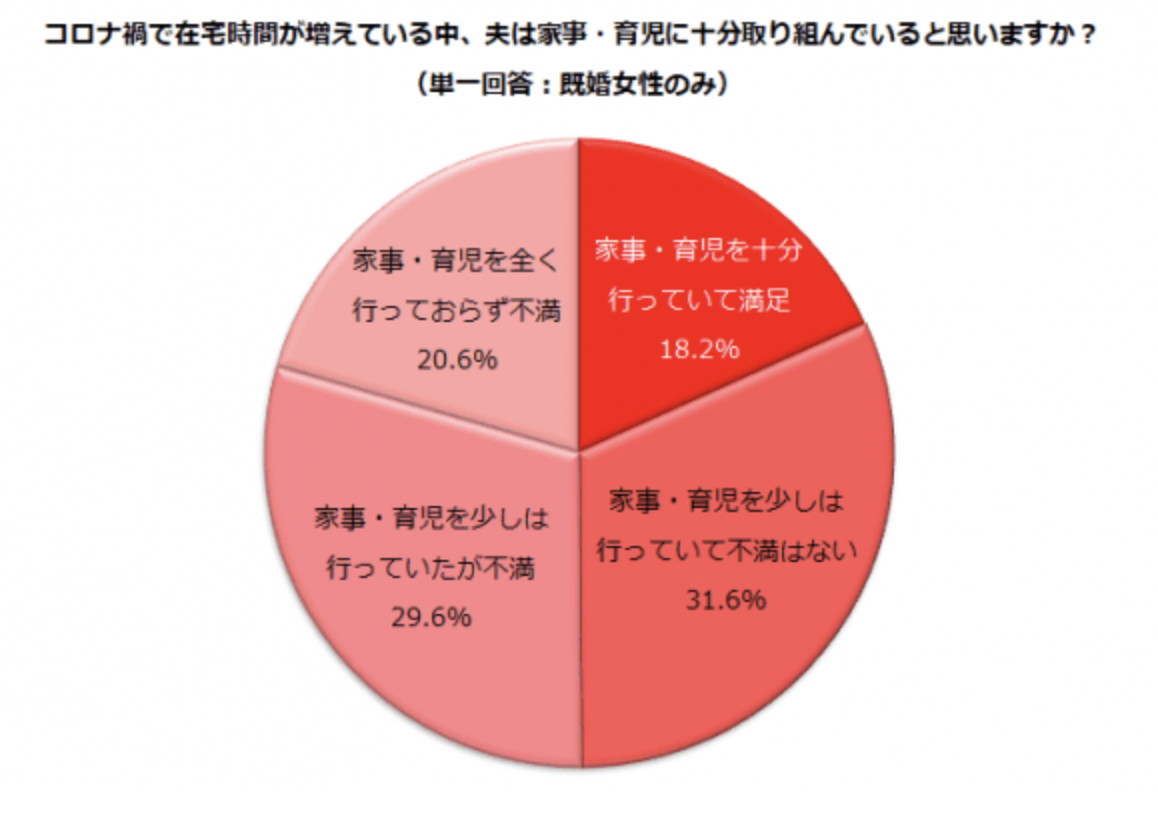 コロナ禍で在宅時間が増えている中、夫は家事・育児に十分取り組んでいると思いますか？
（単一回答：既婚女性のみ）
家事・育児を十分
行っていて満足
18.2%
家事・育児を少しは
行っていて不満はない
31.6%
家事・育児を少しは
行っていたが不満
29.6%
家事・育児を全く
行っておらず不満
20.6%